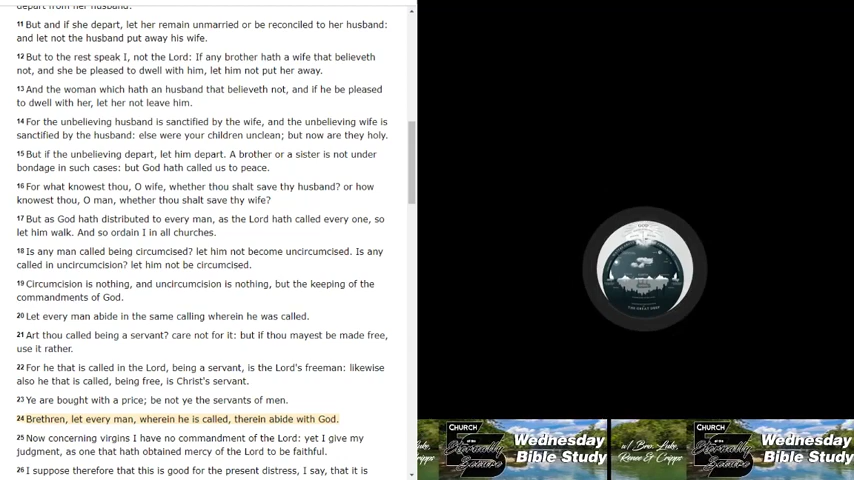 depart from her husband:
11 But and if she depart, let her remain unmarried or be reconciled to her husband:
and let not the husband put away his wife.
12 But to the rest speak I, not the Lord: If any brother hath a wife that believeth
not, and she be pleased to dwell with him, let him not put her away.
13 And the woman which hath an husband that believeth not, and if he be pleased
to dwell with her, let her not leave him.
14 For the unbelieving husband is sanctified by the wife, and the unbelieving wife is
sanctified by the husband: else were your children unclean; but now are they holy.
15 But if the unbelieving depart, let him depart. A brother or a sister is not under
bondage in such cases: but God hath called us to peace.
16 For what knowest thou, O wife, whether thou shalt save thy husband? or how
knowest thou, O man, whether thou shalt save thy wife?
17 But as God hath distributed to every man, as the Lord hath called every one, so
let him walk. And so ordain I in all churches.
18 Is any man called being circumcised? let him not become uncircumcised. Is any
called in uncircumcision? let him not be circumcised.
19 Circumcision is nothing, and uncircumcision is nothing, but the keeping of the
commandments of God.
20 Let every man abide in the same calling wherein he was called.
21 Art thou called being a servant? care not for it: but if thou mayest be made free,
use it rather.
22 For he that is called in the Lord, being a servant, is the Lord's freeman: likewise
also he that is called, being free, is Christ's servant.
23 Ye are bought with a price; be not ye the servants of men.
24 Brethren, let every man, wherein he is called, therein abide with God.
25 Now concerning virgins I have no commandment of the Lord: yet I give my
judgment, as one that hath obtained mercy of the Lord to be faithful.
26 I suppose therefore that this is good for the present distress, I say, that it is
GOD
THE GREAT DEEP
Luke,
Cripps
CHURCH
of the
Eternally
Secure
Wednesday
Bible Study
w/ Bro. Luke,
Renee & Cripps
CHURCH
of the
Eternally
Secure
Wednesday
Bible Study